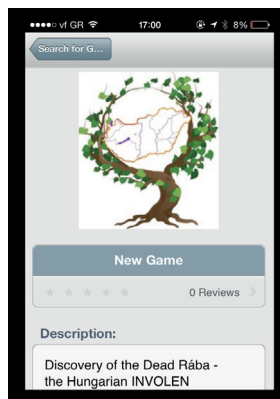 vf GR 17:00 8%
Search for G...
New Game
0 Reviews
Description:
Discovery of the Dead Rába -
the Hungarian INVOLEN